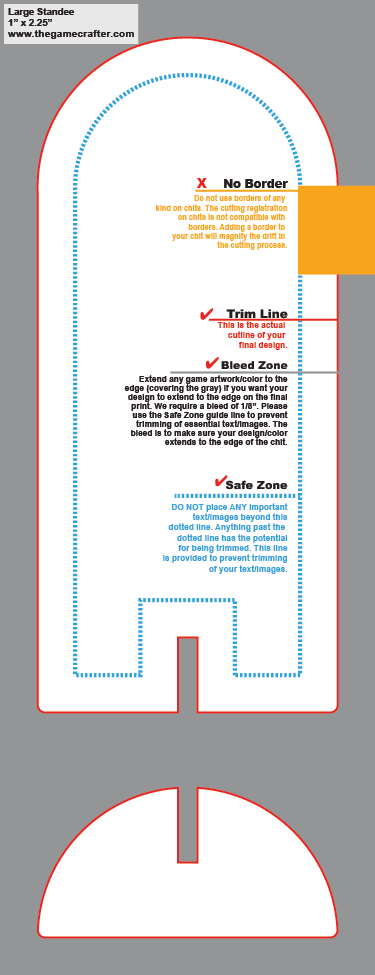 Large Standee
1” x 2.25”
www.thegamecrafter.com
X No Border
Do not use borders of any
kind on chits. The cutting registration
on chits is not compatible with
borders. Adding a border to
your chit will magnify the drift in
the cutting process.
✔ Trim Line
This is the actual
cutline of your
final design.
✔ Bleed Zone
Extend any game artwork/color to the
edge (covering the gray) if you want your
design to extend to the edge on the final
print. We require a bleed of 1/8”. Please
use the Safe Zone guide line to prevent
trimming of essential text/images. The
bleed is to make sure your design/color
extends to the edge of the chit.
✔ Safe Zone
DO NOT place ANY important
text/images beyond this
dotted line. Anything past the
dotted line has the potential
for being trimmed. This line
is provided to prevent trimming
of your text/images.